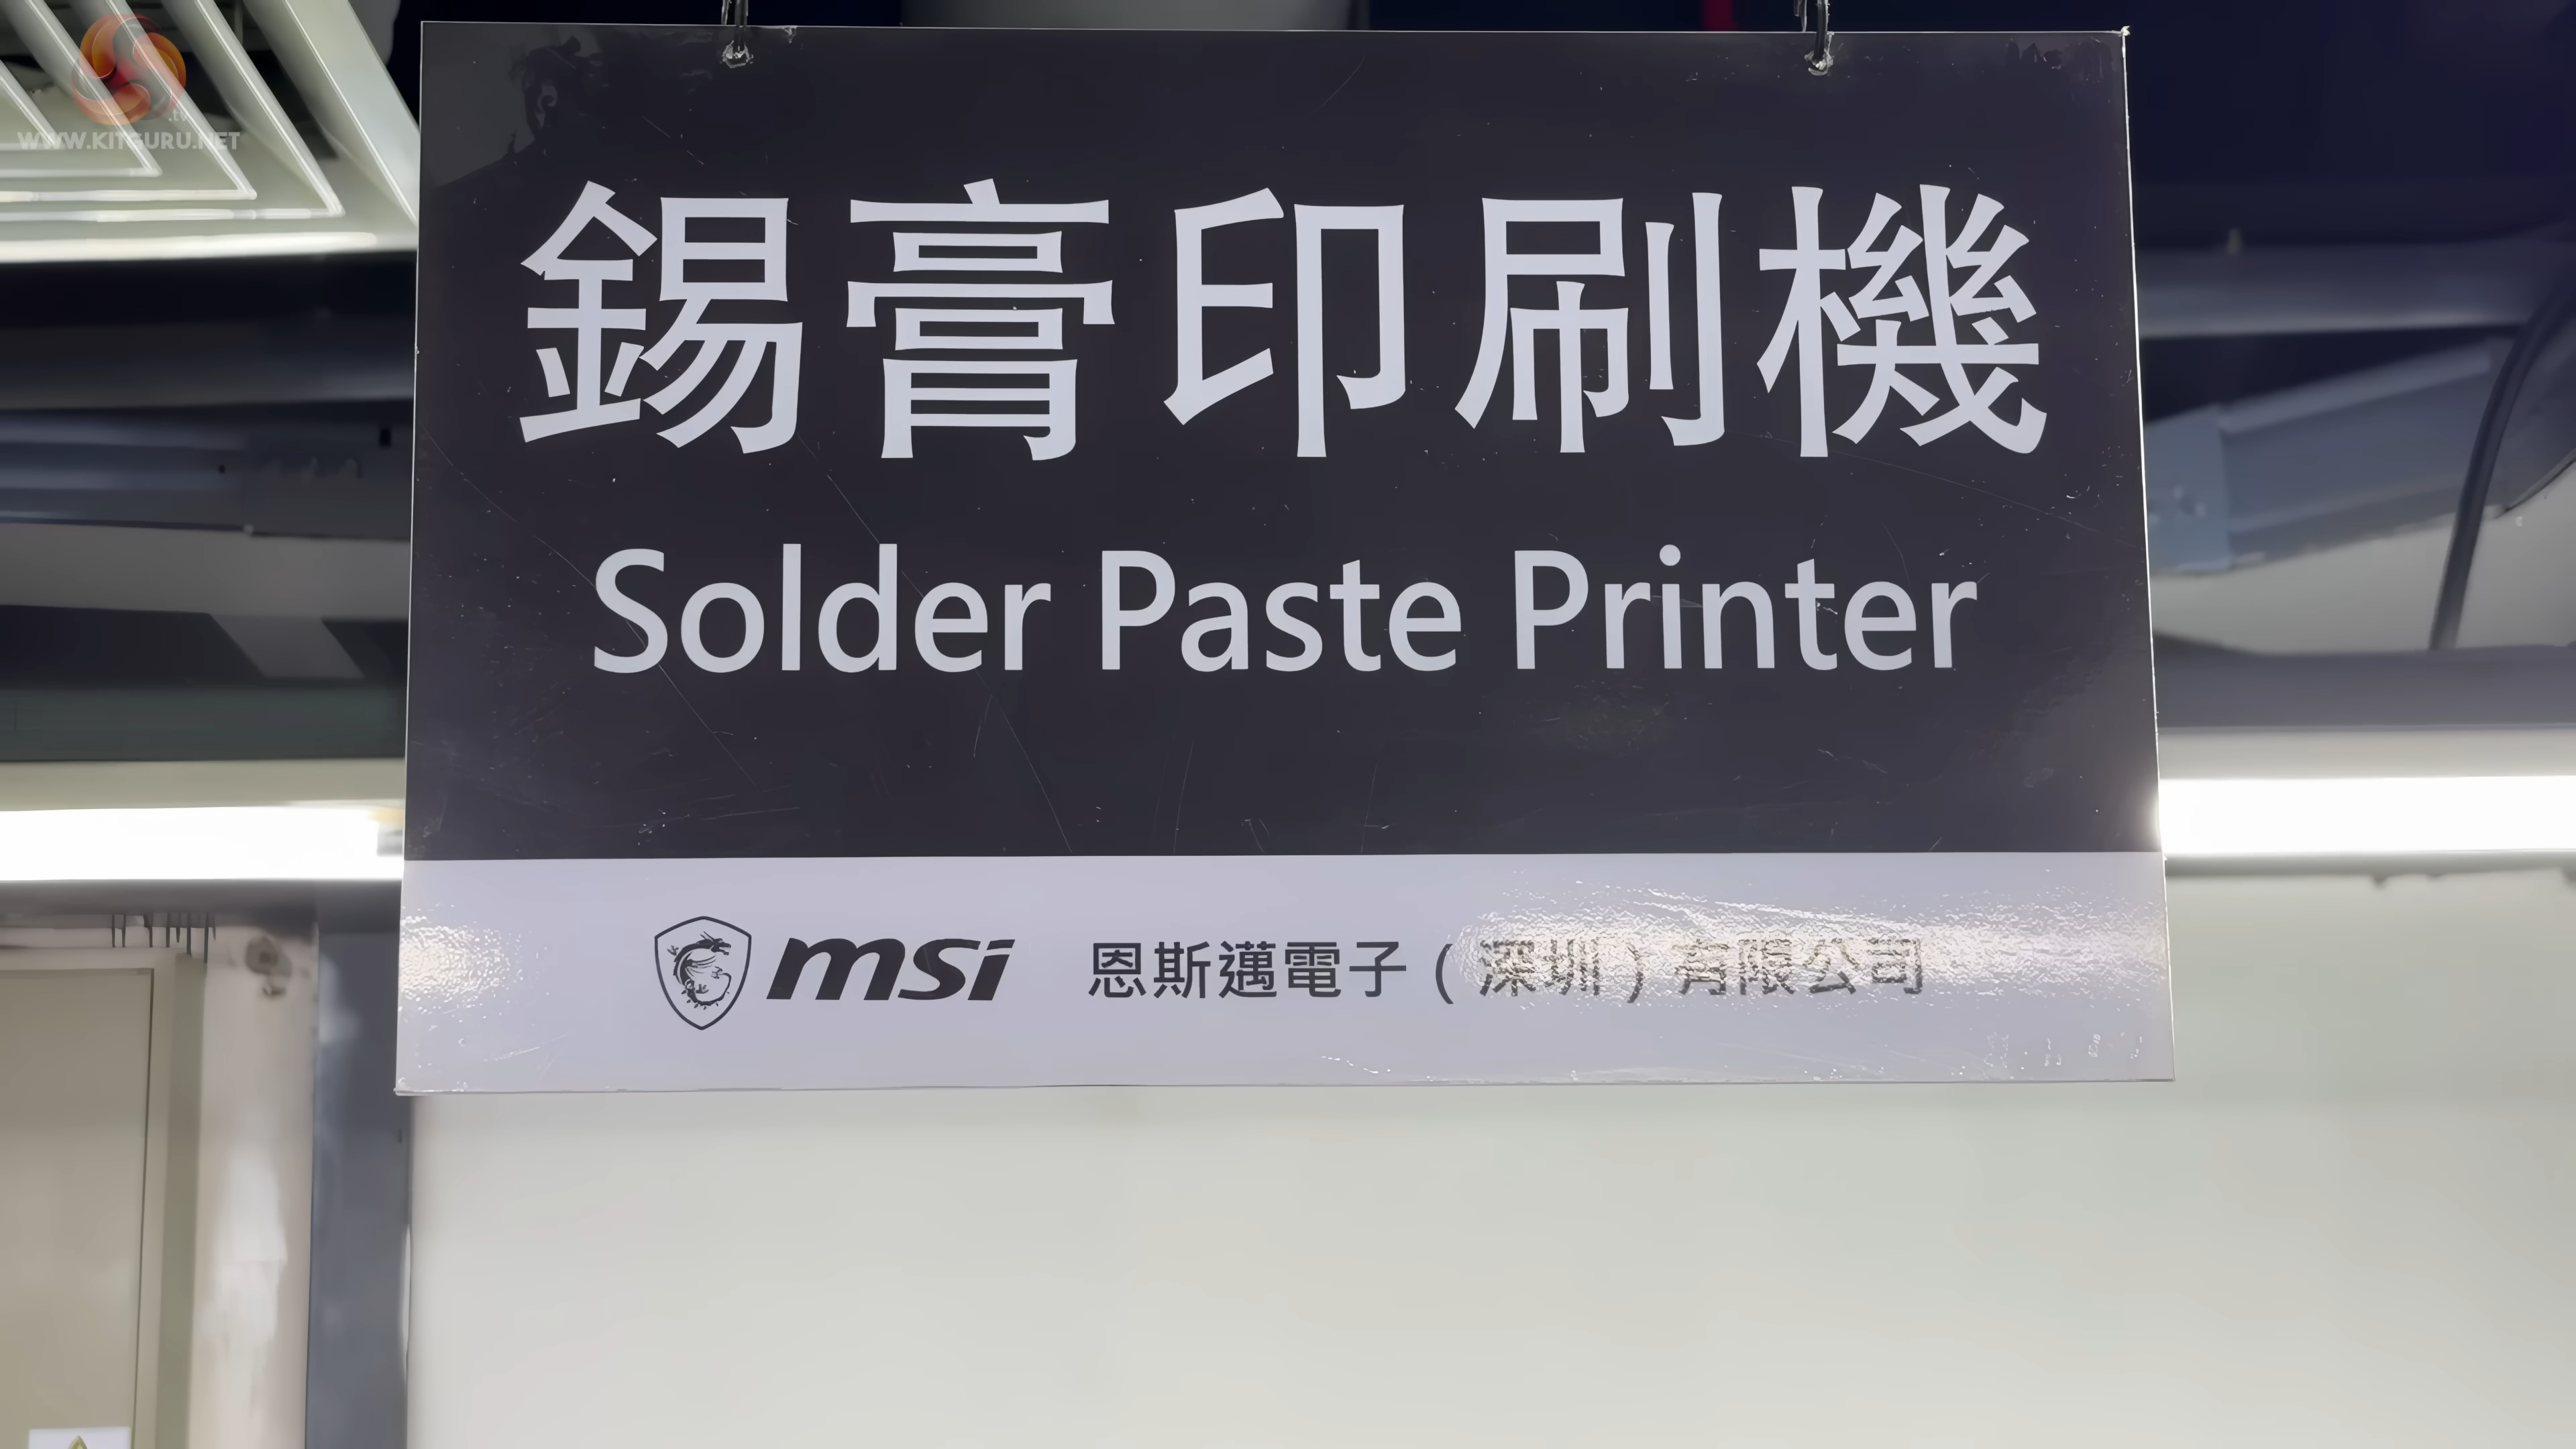 .tv
WWW.KITGURU.NET
錫膏印刷機
Solder Paste Printer
msi 恩斯邁電子(深圳)有限公司